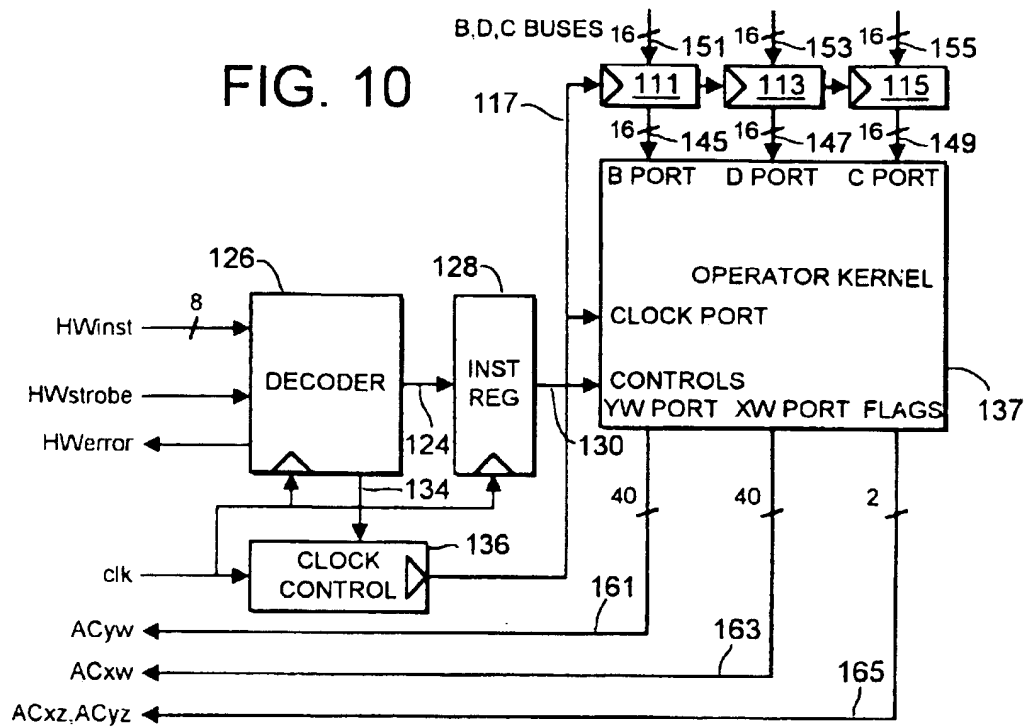 B,D,C BUSES
16
151
16
153
16
155
FIG. 10
117
111
113
115
16
145
16
147
16
149
B PORT D PORT C PORT
OPERATOR KERNEL
CLOCK PORT
CONTROLS
YW PORT XW PORT FLAGS
137
126
128
HWinst
8
HWstrobe
HWerror
DECODER
INST
REG
124
130
134
136
clk
CLOCK
CONTROL
40
40
2
161
163
165
ACyw
ACxw
ACxz,ACyz